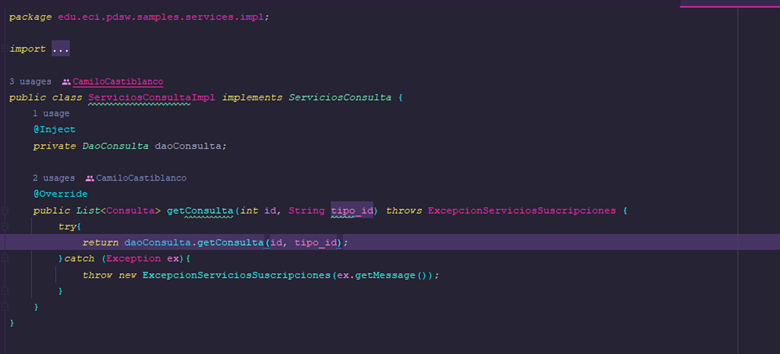 package edu.eci.pdsw.samples.services.impl;
import ...
3 usages CamiloCastiblanco
public class ServiciosConsultaImpl implements ServiciosConsulta {
1 usage
@Inject
private DaoConsulta daoConsulta;
2 usages CamiloCastiblanco
@Override
public List<Consulta> getConsulta(int id, String tipo_id) throws ExcepcionServiciosSuscripciones {
try{
return daoConsulta.getConsulta(id, tipo_id);
}catch (Exception ex){
throw new ExcepcionServiciosSuscripciones(ex.getMessage());
}
}
}